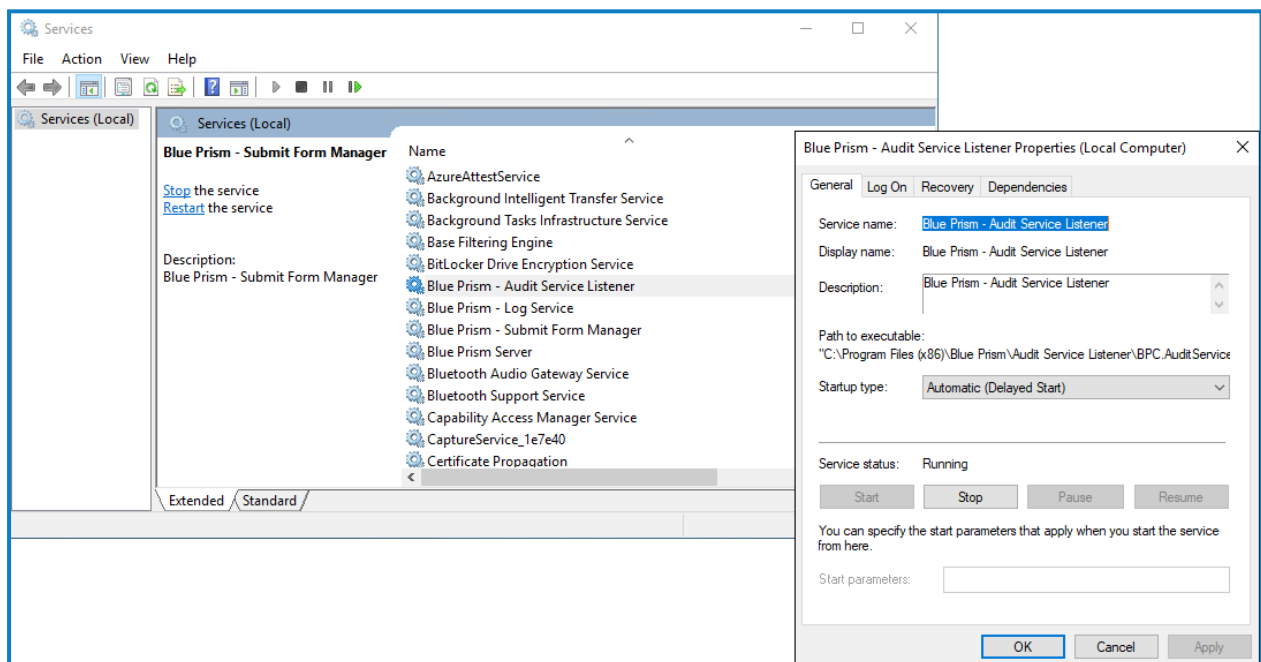 Services
File Action View Help
Services (Local)
Services (Local)
Blue Prism - Submit Form Manager
Stop the service
Restart the service
Description:
Blue Prism - Submit Form Manager
Name
AzureAttestService
Background Intelligent Transfer Service
Background Tasks Infrastructure Service
Base Filtering Engine
BitLocker Drive Encryption Service
Blue Prism - Audit Service Listener
Blue Prism - Log Service
Blue Prism - Submit Form Manager
Blue Prism Server
Bluetooth Audio Gateway Service
Bluetooth Support Service
Capability Access Manager Service
CaptureService_1e7e40
Certificate Propagation
Extended Standard
Blue Prism - Audit Service Listener Properties (Local Computer)
General Log On Recovery Dependencies
Service name: Blue Prism - Audit Service Listener
Display name: Blue Prism - Audit Service Listener
Description: Blue Prism - Audit Service Listener
Path to executable:
"C:\Program Files (x86)\Blue Prism\Audit Service Listener\BPC.AuditService
Startup type: Automatic (Delayed Start)
Service status: Running
Start Stop Pause Resume
You can specify the start parameters that apply when you start the service
from here.
Start parameters:
OK Cancel Apply